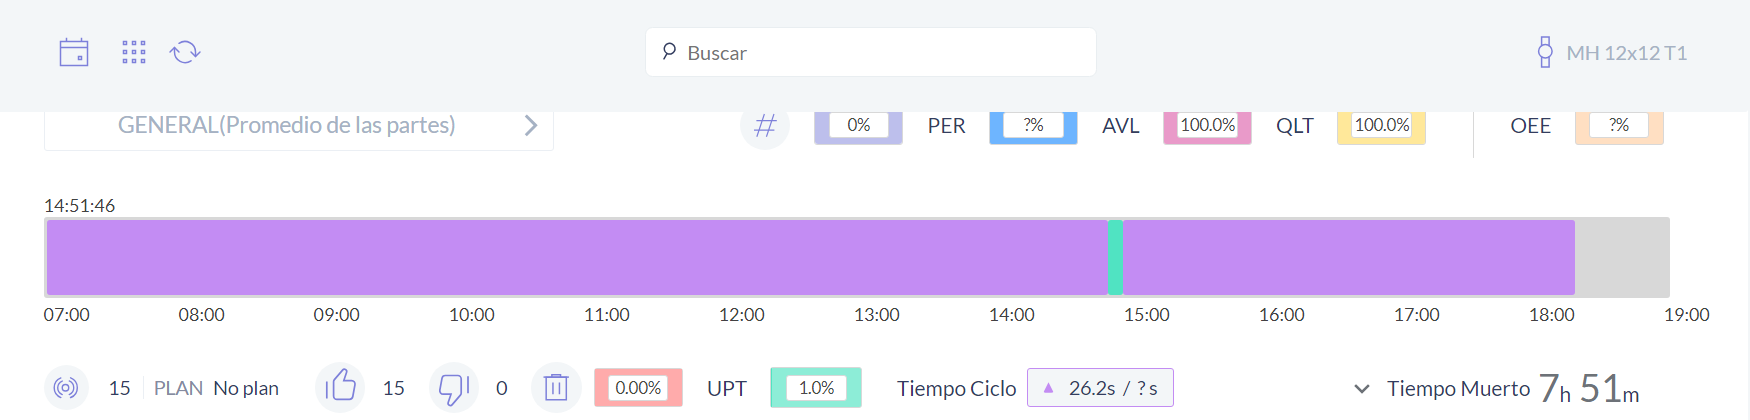 Buscar
MH 12x12 T1
GENERAL(Promedio de las partes)
# 0% PER ?% AVL 100.0% QLT 100.0% OEE ?%
14:51:46
07:00 08:00 09:00 10:00 11:00 12:00 13:00 14:00 15:00 16:00 17:00 18:00 19:00
15 PLAN No plan 15 0 0.00% UPT 1.0% Tiempo Ciclo 26.2s / ? s Tiempo Muerto 7h 51m